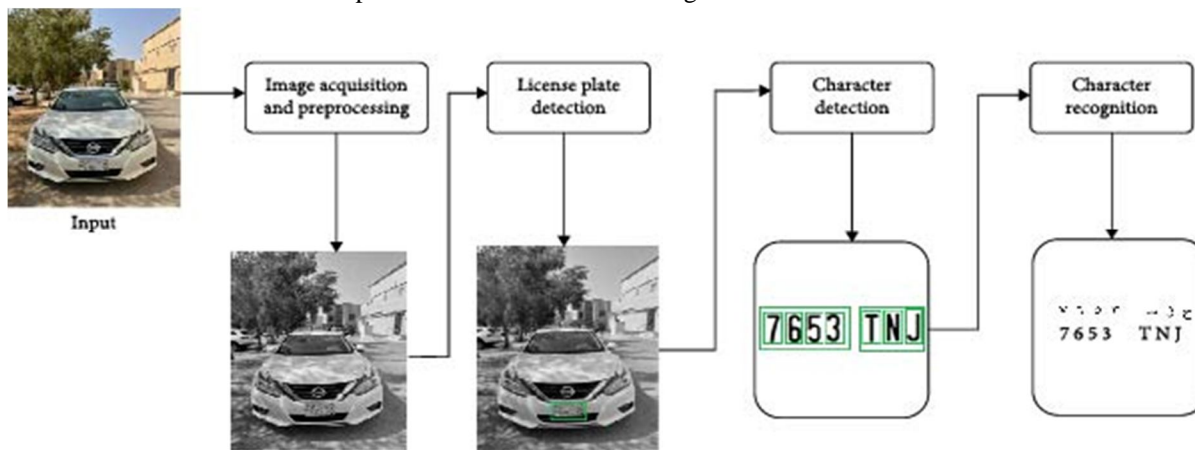 Image acquisition
and preprocessing
License plate
detection
Character
detection
Character
recognition
Input
7653 TNJ
7653 TNJ